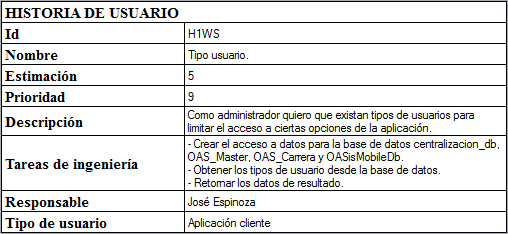 HISTORIA DE USUARIO
Id H1WS
Nombre Tipo usuario.
Estimación 5
Prioridad 9
Descripción Como administrador quiero que existan tipos de usuarios para
limitar el acceso a ciertas opciones de la aplicación.
Tareas de ingeniería - Crear el acceso a datos para la base de datos centralizacion_db,
OAS_Master, OAS_Carrera y OASisMobileDb.
- Obtener los tipos de usuario desde la base de datos.
- Retornar los datos de resultado.
Responsable José Espinoza
Tipo de usuario Aplicación cliente